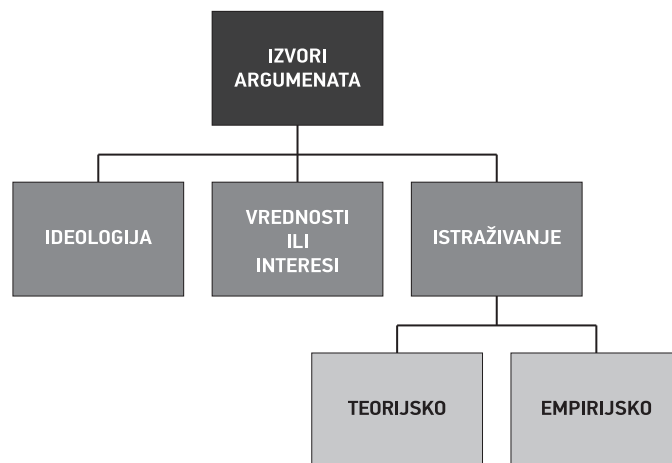 IZVORI
ARGUMENATA
IDEOLOGIJA
VREDNOSTI
ILI
INTERESI
ISTRAŽIVANJE
TEORIJSKO
EMPIRIJSKO